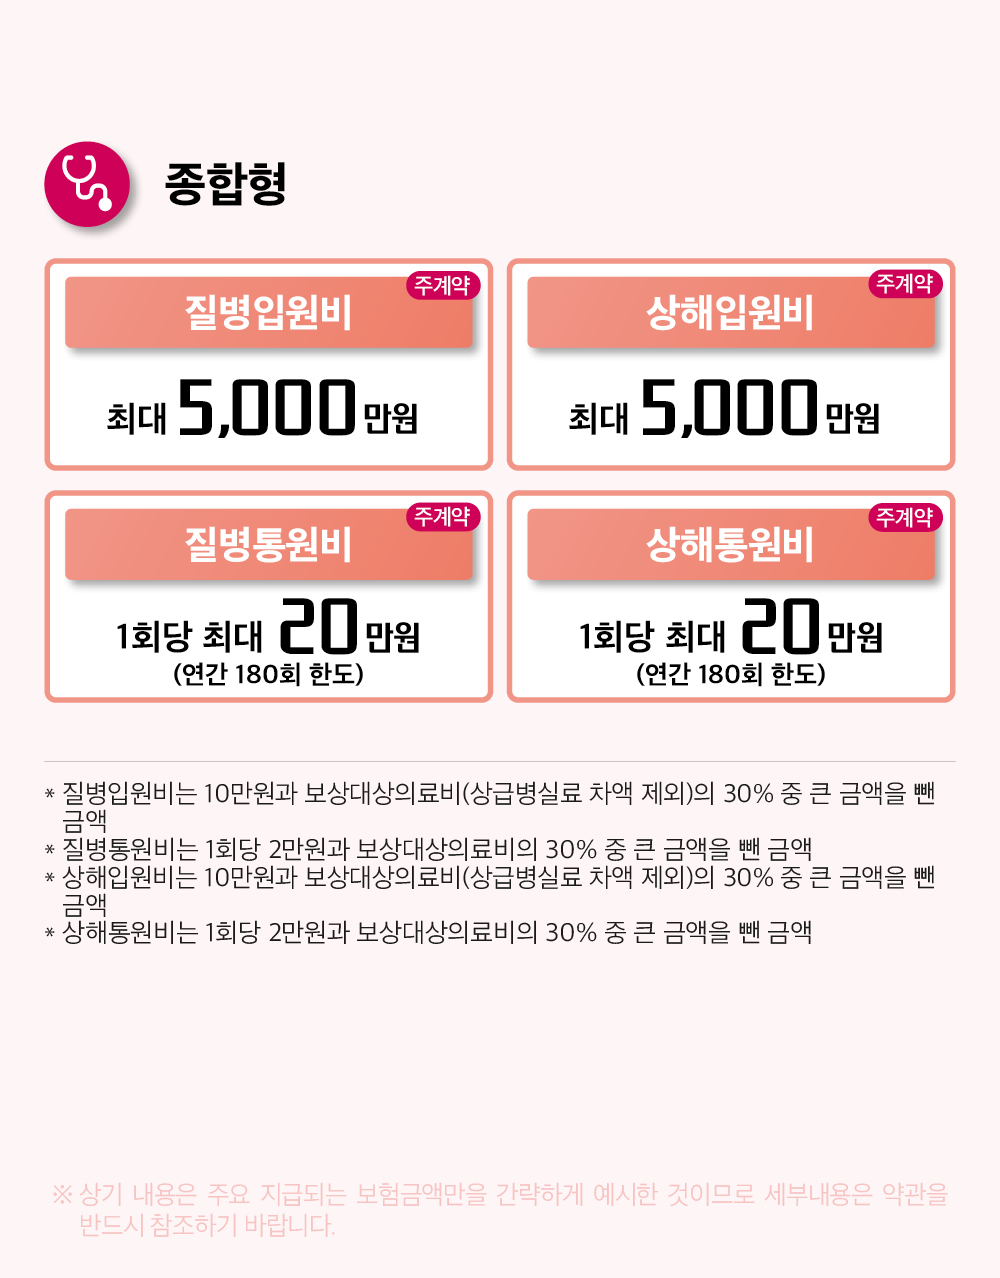 종합형
주계약
질병입원비
최대 5,000 만원
주계약
상해입원비
최대 5,000 만원
주계약
질병통원비
1회당 최대 20 만원
(연간 180회 한도)
주계약
상해통원비
1회당 최대 20 만원
(연간 180회 한도)
* 질병입원비는 10만원과 보상대상의료비(상급병실료 차액 제외)의 30% 중 큰 금액을 뺀
금액
* 질병통원비는 1회당 2만원과 보상대상의료비의 30% 중 큰 금액을 뺀 금액
* 상해입원비는 10만원과 보상대상의료비(상급병실료 차액 제외)의 30% 중 큰 금액을 뺀
금액
* 상해통원비는 1회당 2만원과 보상대상의료비의 30% 중 큰 금액을 뺀 금액
※ 상기 내용은 주요 지급되는 보험금액만을 간략하게 예시한 것이므로 세부내용은 약관을
반드시 참조하기 바랍니다.